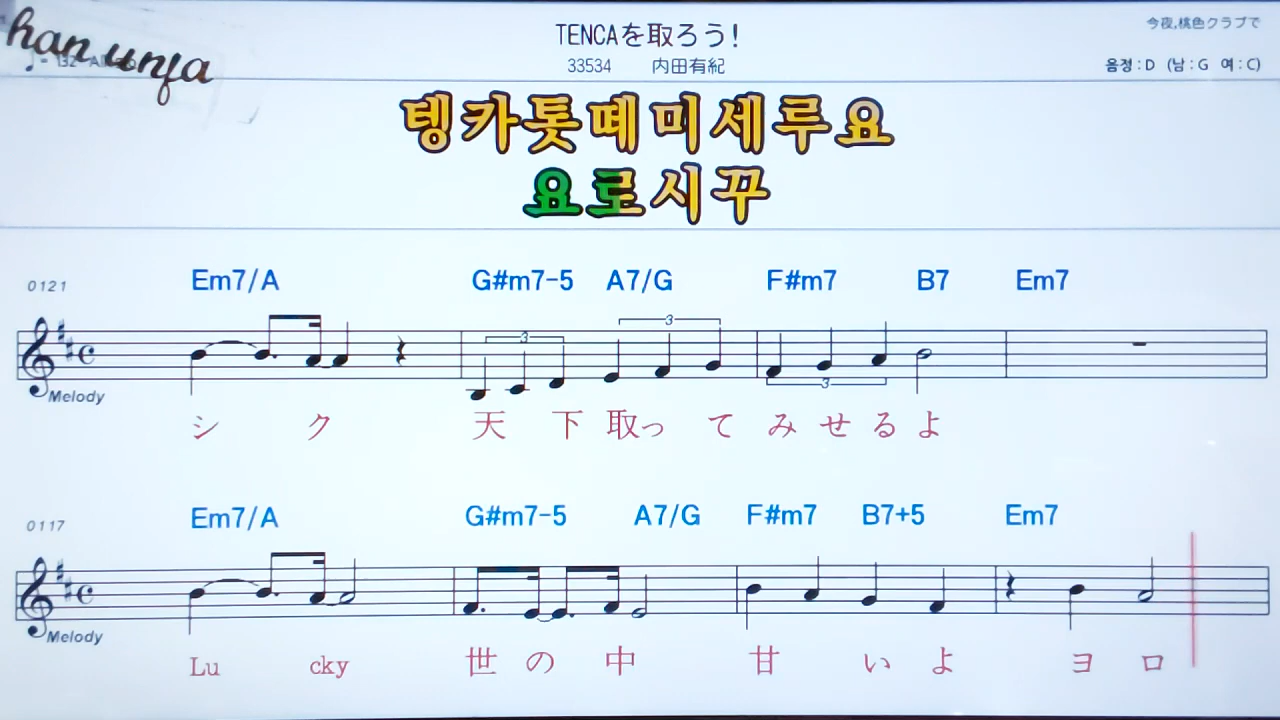 han unfa
TENCAを取ろう!
今夜,桃色クラブで
33534 内田有紀
음정:D (남:G 여:C)
텡카톳떼미세루요
요로시꾸
0121 Em7/A G#m7-5 A7/G F#m7 B7 Em7
3 3 3
Melody
シ ク 天 下 取っ て み せ る よ
0117 Em7/A G#m7-5 A7/G F#m7 B7+5 Em7
Melody
Lu cky 世 の 中 甘 い よ ヨ ロ